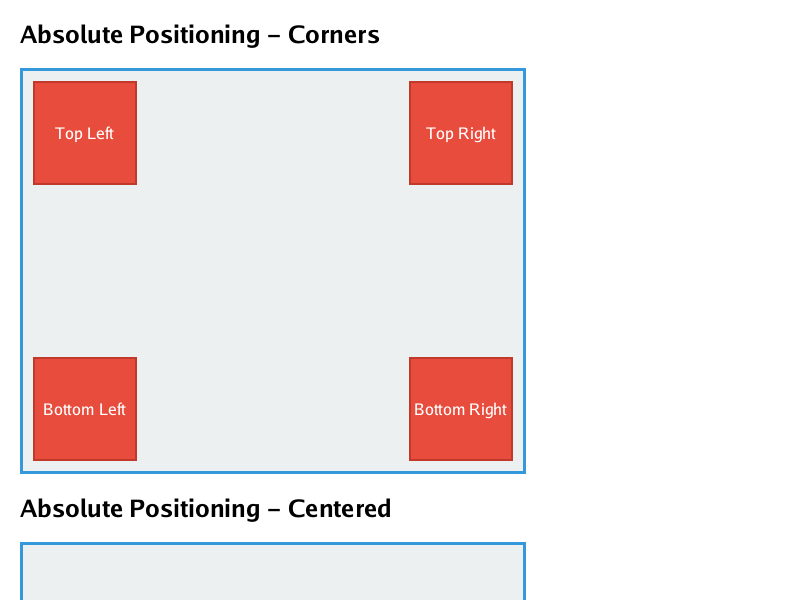 Absolute Positioning – Corners
Top Left
Top Right
Bottom Left
Bottom Right
Absolute Positioning – Centered